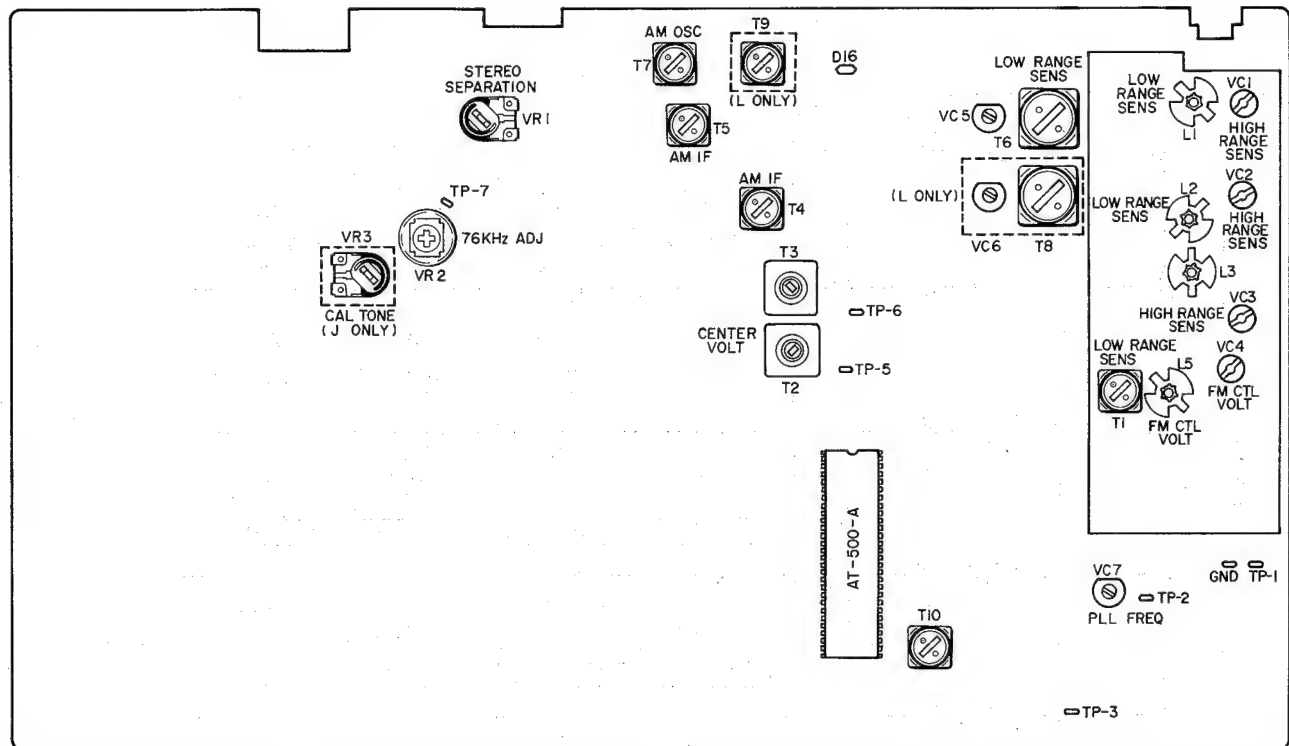 AM OSC
T7
T9
(L ONLY)
D16
STEREO
SEPARATION
VR1
T5
AM IF
LOW RANGE
SENS
VC5
T6
LOW
RANGE
SENS
L1
VC1
HIGH
RANGE
SENS
TP-7
AM IF
T4
(L ONLY)
VC6
T8
VC2
L2
LOW RANGE
SENS
HIGH
RANGE
SENS
VR3
76KHz ADJ
VR2
CAL TONE
(J ONLY)
T3
TP-6
L3
VC3
HIGH RANGE
SENS
CENTER
VOLT
T2
TP-5
LOW RANGE
SENS
T1
L5
FM CTL
VOLT
VC4
FM CTL
VOLT
AT-500-A
GND TP-1
VC7
TP-2
PLL FREQ
T10
TP-3